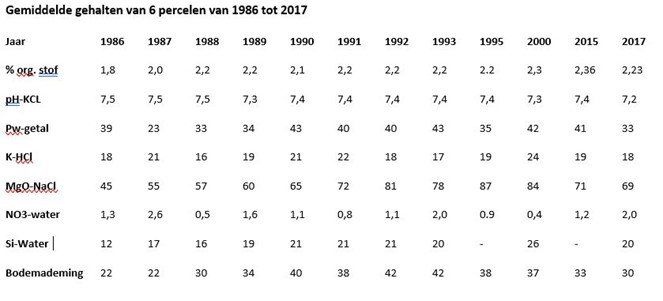 Gemiddelde gehalten van 6 percelen van 1986 tot 2017
Jaar 1986 1987 1988 1989 1990 1991 1992 1993 1995 2000 2015 2017
% org. stof 1,8 2,0 2,2 2,2 2,1 2,2 2,2 2,2 2.2 2,3 2,36 2,23
pH-KCL 7,5 7,5 7,5 7,3 7,4 7,4 7,4 7,4 7,4 7,3 7,4 7,2
Pw-getal 39 23 33 34 43 40 40 43 35 42 41 33
K-HCl 18 21 16 19 21 22 18 17 19 24 19 18
MgO-NaCl 45 55 57 60 65 72 81 78 87 84 71 69
NO3-water 1,3 2,6 0,5 1,6 1,1 0,8 1,1 2,0 0.9 0,4 1,2 2,0
Si-Water 12 17 16 19 21 21 21 20 - 26 - 20
Bodemademing 22 22 30 34 40 38 42 42 38 37 33 30